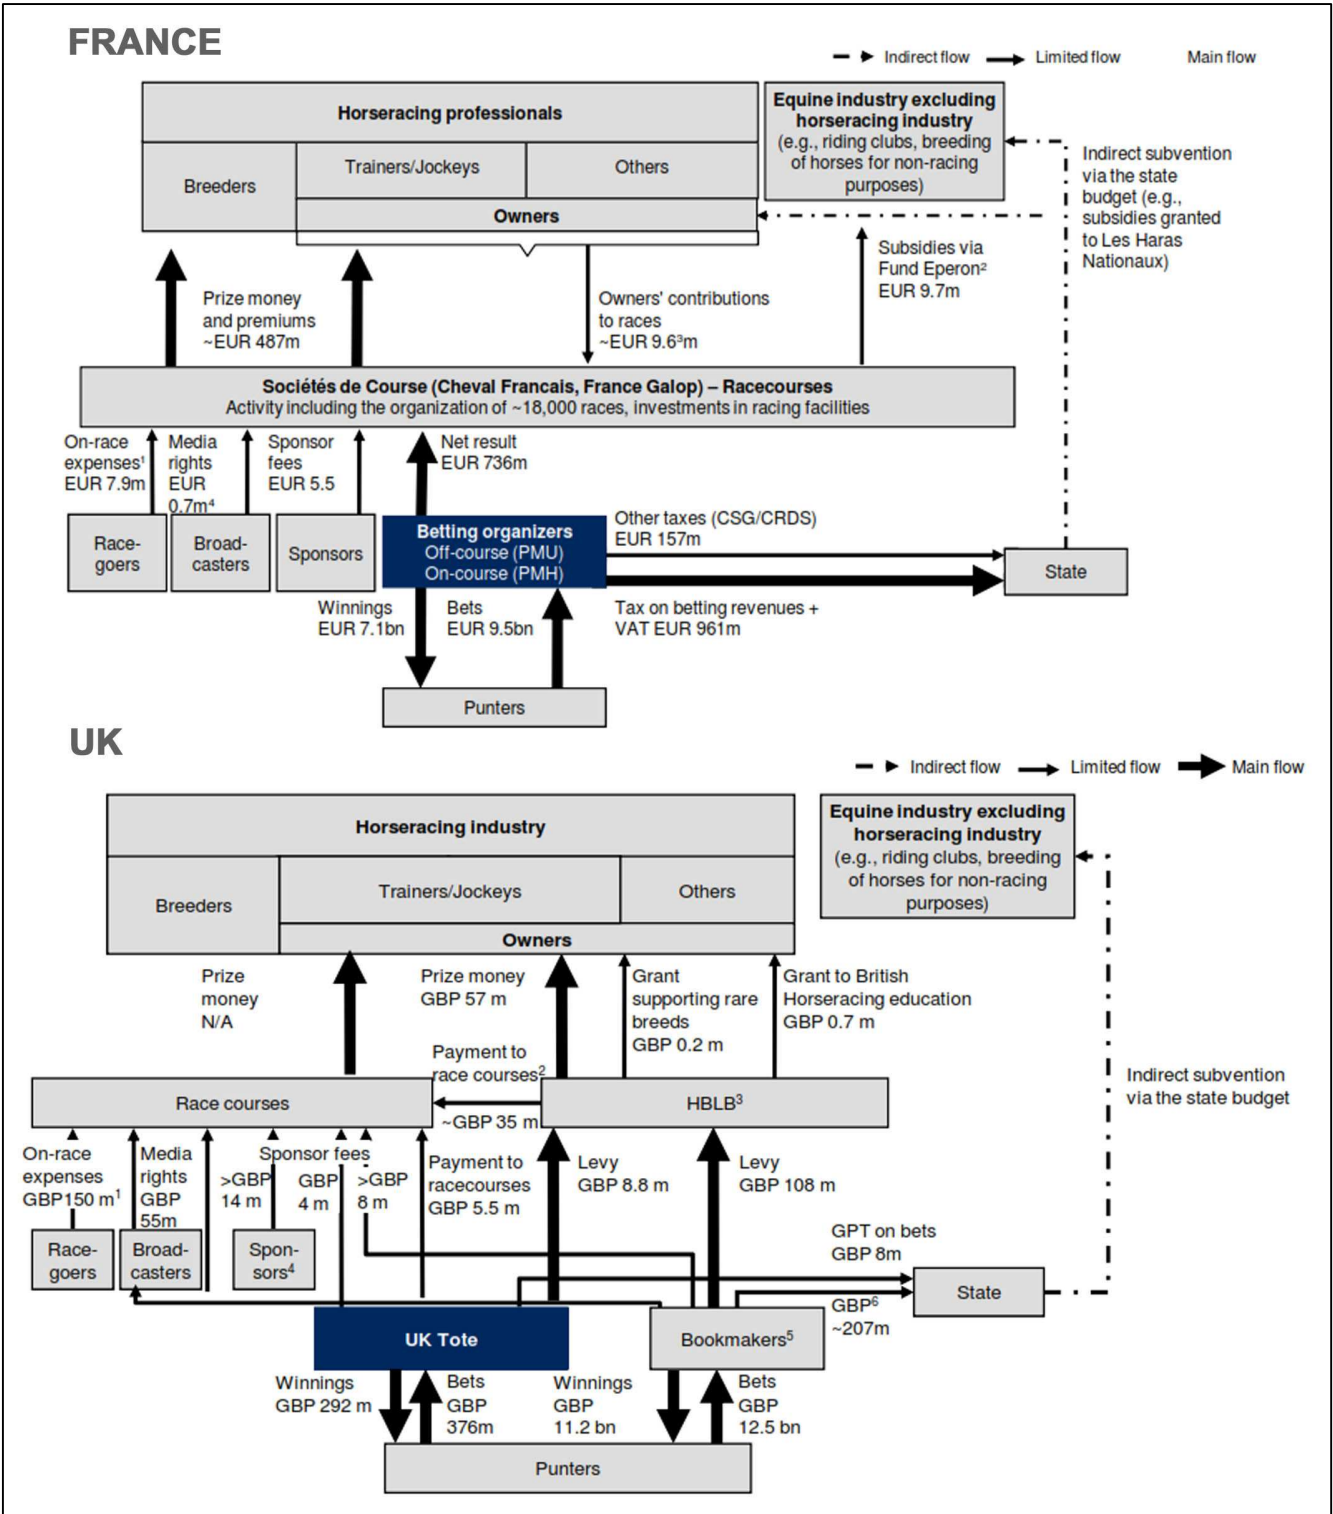 FRANCE
Indirect flow
Limited flow
Main flow
Horseracing professionals
Breeders
Trainers/Jockeys
Others
Owners
Equine industry excluding
horseracing industry
(e.g., riding clubs, breeding
of horses for non-racing
purposes)
Indirect subvention
via the state
budget (e.g.,
subsidies granted
to Les Haras
Nationaux)
Prize money
and premiums
~EUR 487m
Owners' contributions
to races
~EUR 9.6³m
Subsidies via
Fund Eperon²
EUR 9.7m
Sociétés de Course (Cheval Francais, France Galop) – Racecourses
Activity including the organization of ~18,000 races, investments in racing facilities
On-race
expenses¹
EUR 7.9m
Media
rights
EUR
0.7m⁴
Sponsor
fees
EUR 5.5
Net result
EUR 736m
Race-
goers
Broad-
casters
Sponsors
Betting organizers
Off-course (PMU)
On-course (PMH)
Other taxes (CSG/CRDS)
EUR 157m
State
Winnings
EUR 7.1bn
Bets
EUR 9.5bn
Tax on betting revenues +
VAT EUR 961m
Punters
UK
Indirect flow
Limited flow
Main flow
Horseracing industry
Breeders
Trainers/Jockeys
Others
Owners
Equine industry excluding
horseracing industry
(e.g., riding clubs, breeding
of horses for non-racing
purposes)
Prize
money
N/A
Prize money
GBP 57 m
Grant
supporting rare
breeds
GBP 0.2 m
Grant to British
Horseracing education
GBP 0.7 m
Payment to
race courses²
~GBP 35 m
Indirect subvention
via the state budget
Race courses
HBLB³
On-race
expenses
GBP150 m¹
Media
rights
GBP
55m
>GBP
14 m
Sponsor fees
GBP
4 m
>GBP
8 m
Payment to
racecourses
GBP 5.5 m
Levy
GBP 8.8 m
Levy
GBP 108 m
Race-
goers
Broad-
casters
Spon-
sors⁴
GPT on bets
GBP 8m
State
GBP⁶
~207m
UK Tote
Bookmakers⁵
Winnings
GBP 292 m
Bets
GBP
376m
Winnings
GBP
11.2 bn
Bets
GBP
12.5 bn
Punters